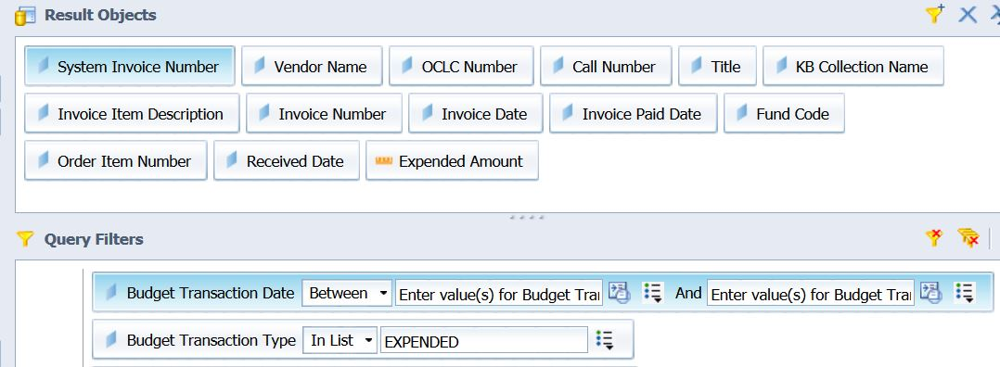 Result Objects
System Invoice Number Vendor Name OCLC Number Call Number Title KB Collection Name
Invoice Item Description Invoice Number Invoice Date Invoice Paid Date Fund Code
Order Item Number Received Date Expended Amount
Query Filters
Budget Transaction Date Between Enter value(s) for Budget Tra And Enter value(s) for Budget Tra
Budget Transaction Type In List EXPENDED